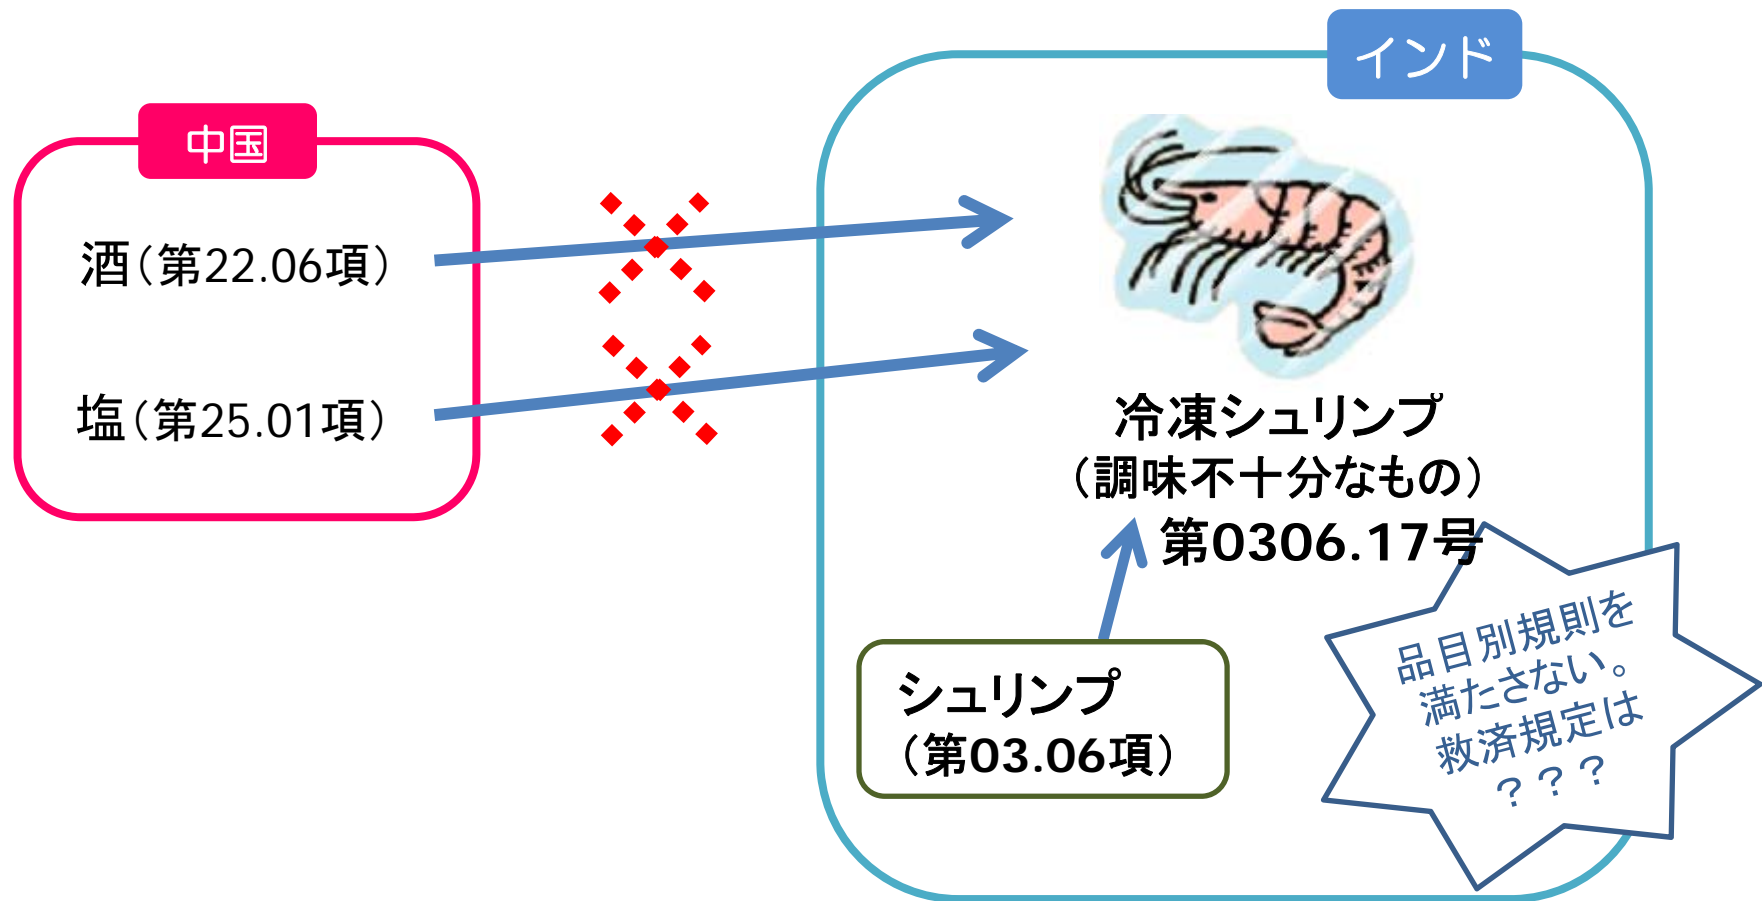 インド
中国
酒（第22.06項）
塩（第25.01項）
冷凍シュリンプ
（調味不十分なもの）
第0306.17号
シュリンプ
（第03.06項）
品目別規則を
満たさない。
救済規定は
？？？